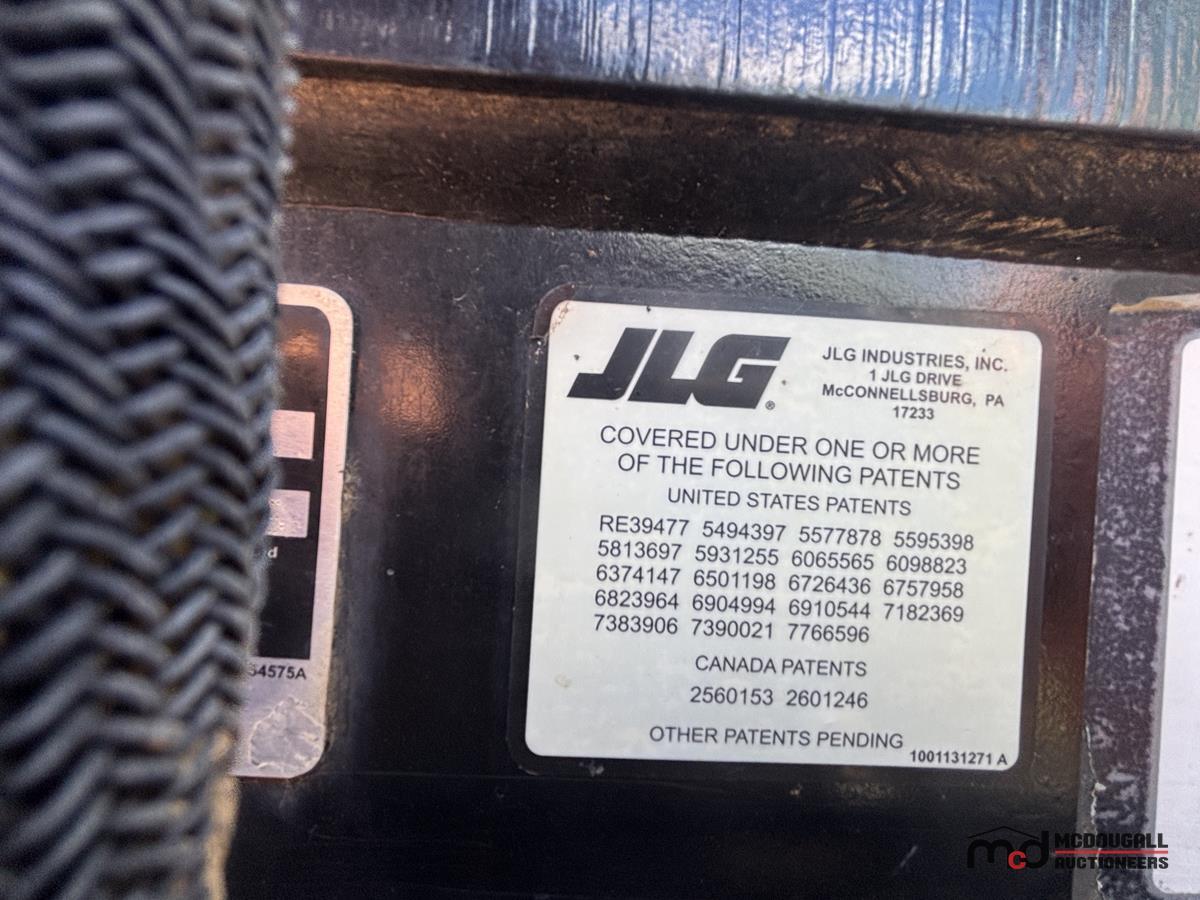 JLG®
JLG INDUSTRIES, INC.
1 JLG DRIVE
McCONNELLSBURG, PA
17233
COVERED UNDER ONE OR MORE
OF THE FOLLOWING PATENTS
UNITED STATES PATENTS
RE39477 5494397 5577878 5595398
5813697 5931255 6065565 6098823
6374147 6501198 6726436 6757958
6823964 6904994 6910544 7182369
7383906 7390021 7766596
CANADA PATENTS
2560153 2601246
OTHER PATENTS PENDING
1001131271 A
d
4575A
mcd MCDOUGALL
AUCTIONEERS